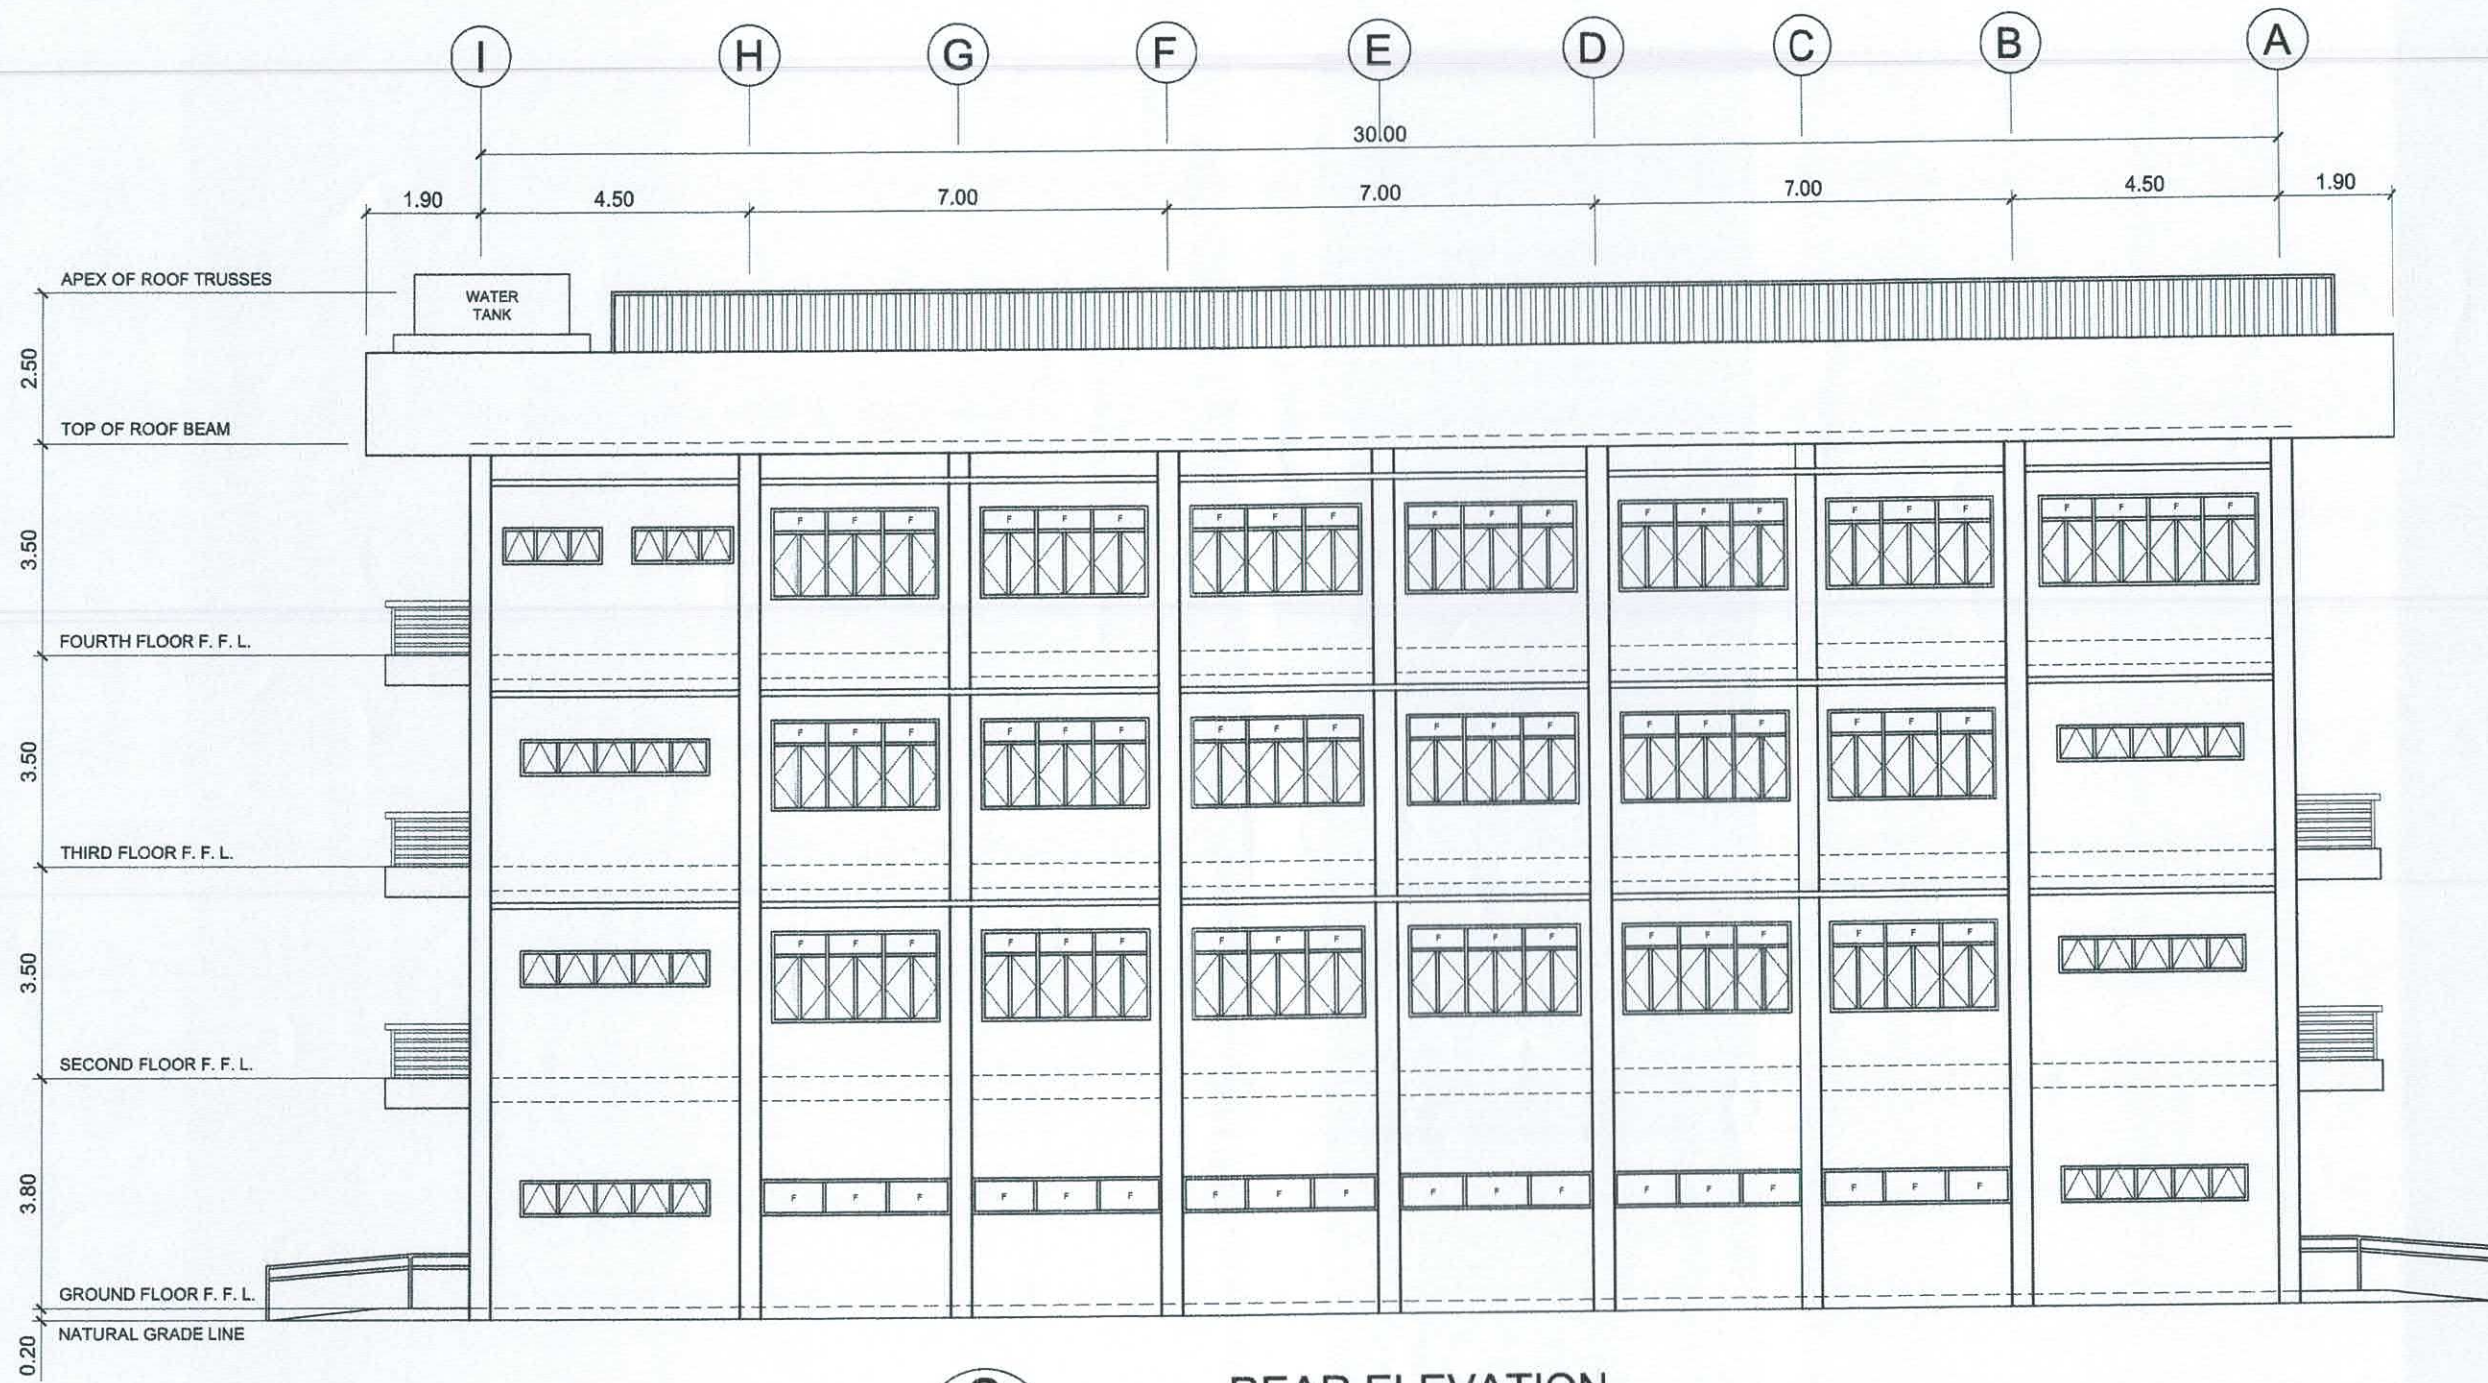 I H G F E D C B A
30.00
1.90 4.50 7.00 7.00 7.00 4.50 1.90
APEX OF ROOF TRUSSES
WATER
TANK
2.50
TOP OF ROOF BEAM
3.50
F F F F F F F F F F F F F F F F F F F F F F
FOURTH FLOOR F. F. L.
3.50
F F F F F F F F F F F F F F F F F F
THIRD FLOOR F. F. L.
3.50
F F F F F F F F F F F F F F F F F F
SECOND FLOOR F. F. L.
3.80
F F F F F F F F F F F F F F F F F F
GROUND FLOOR F. F. L.
NATURAL GRADE LINE
0.20
REAR ELEVATION